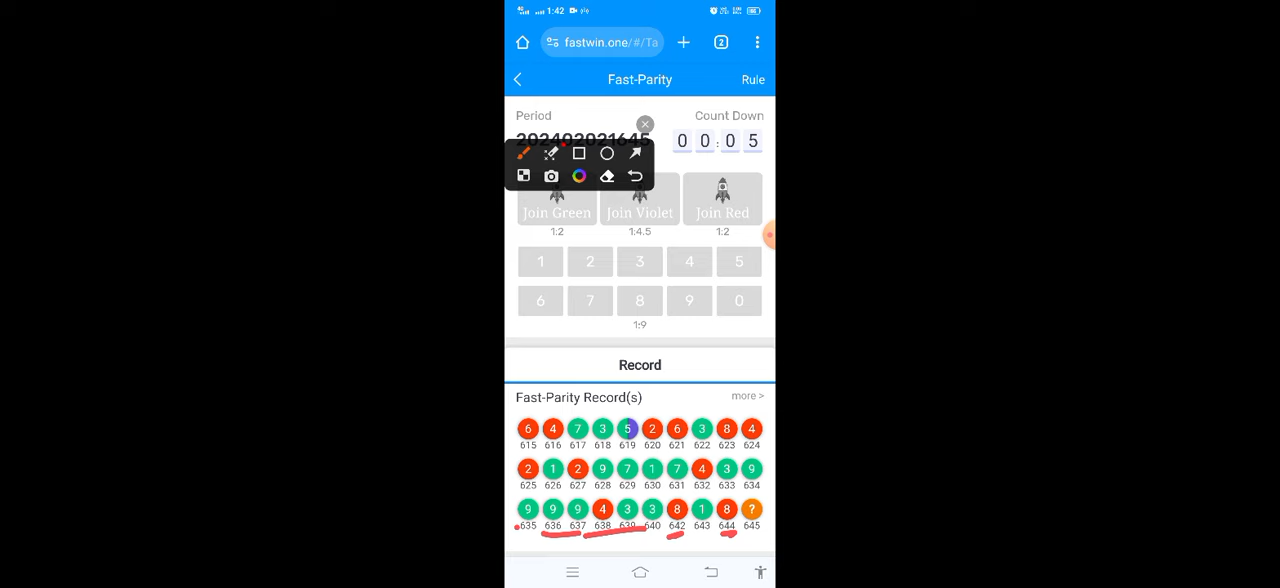 4G 1:42
fastwin.one/#/Ta
2
Fast-Parity
Rule
Period
Count Down
202402021645
0 0 : 0 5
Join Green
Join Violet
Join Red
1:2
1:4.5
1:2
1 2 3 4 5
6 7 8 9 0
1:9
Record
Fast-Parity Record(s)
more >
6 4 7 3 5 2 6 3 8 4
615 616 617 618 619 620 621 622 623 624
2 1 2 9 7 1 7 4 3 9
625 626 627 628 629 630 631 632 633 634
9 9 9 4 3 3 8 1 8 ?
635 636 637 638 639 640 642 643 644 645